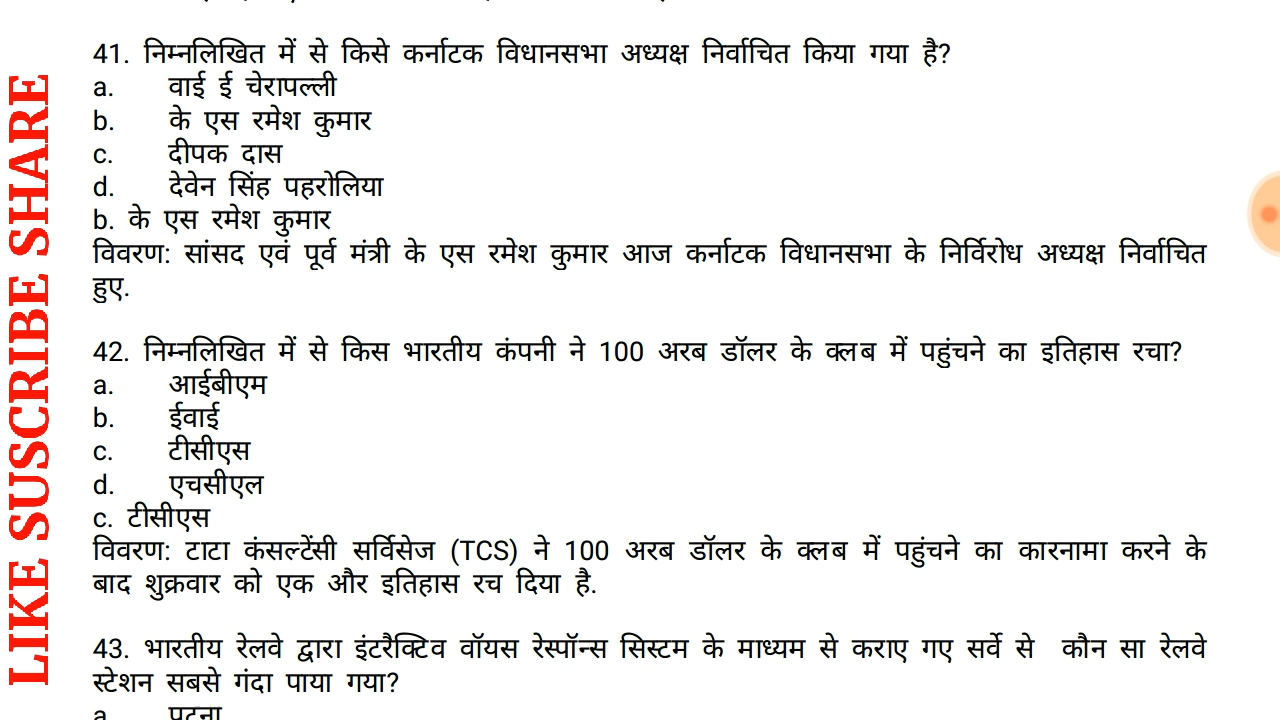 LIKE SUSCRIBE SHARE
41. निम्नलिखित में से किसे कर्नाटक विधानसभा अध्यक्ष निर्वाचित किया गया है?
a. वाई ई चेरापल्ली
b. के एस रमेश कुमार
c. दीपक दास
d. देवेन सिंह पहरोलिया
b. के एस रमेश कुमार
विवरण: सांसद एवं पूर्व मंत्री के एस रमेश कुमार आज कर्नाटक विधानसभा के निर्विरोध अध्यक्ष निर्वाचित
हुए.
42. निम्नलिखित में से किस भारतीय कंपनी ने 100 अरब डॉलर के क्लब में पहुंचने का इतिहास रचा?
a. आईबीएम
b. ईवाई
c. टीसीएस
d. एचसीएल
c. टीसीएस
विवरण: टाटा कंसल्टेंसी सर्विसेज (TCS) ने 100 अरब डॉलर के क्लब में पहुंचने का कारनामा करने के
बाद शुक्रवार को एक और इतिहास रच दिया है.
43. भारतीय रेलवे द्वारा इंटरैक्टिव वॉयस रेस्पॉन्स सिस्टम के माध्यम से कराए गए सर्वे से कौन सा रेलवे
स्टेशन सबसे गंदा पाया गया?
a. पटना